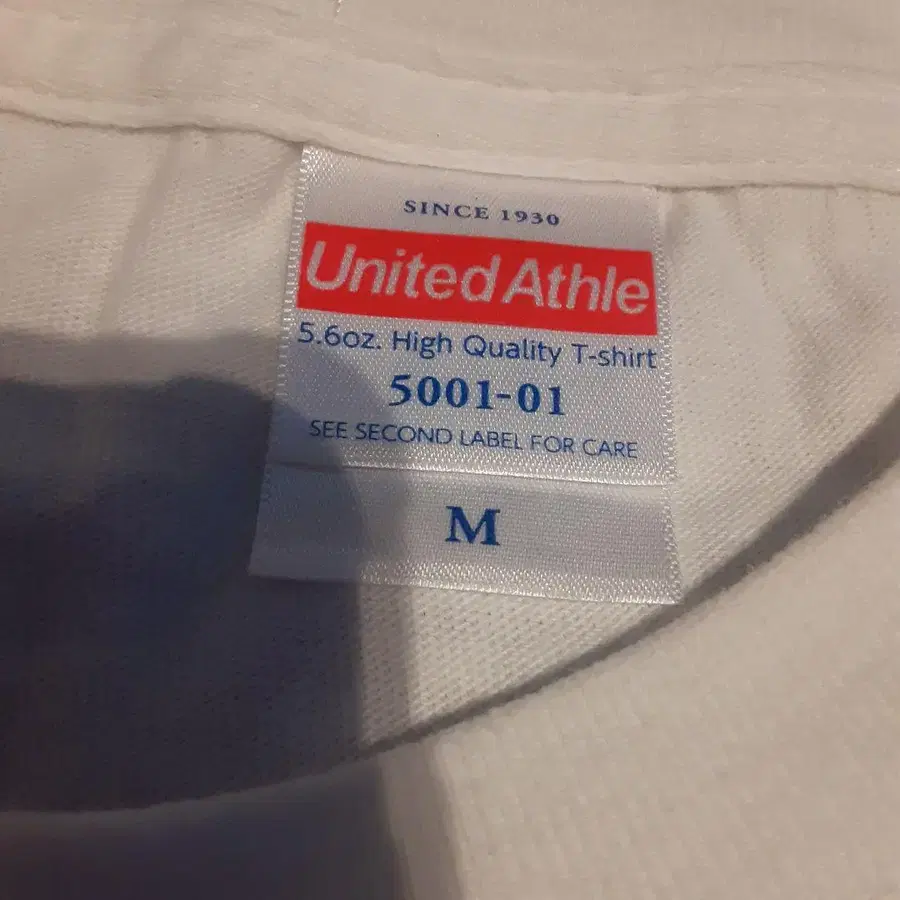 SINCE 1930
United Athle
5.6oz. High Quality T-shirt
5001-01
SEE SECOND LABEL FOR CARE
M